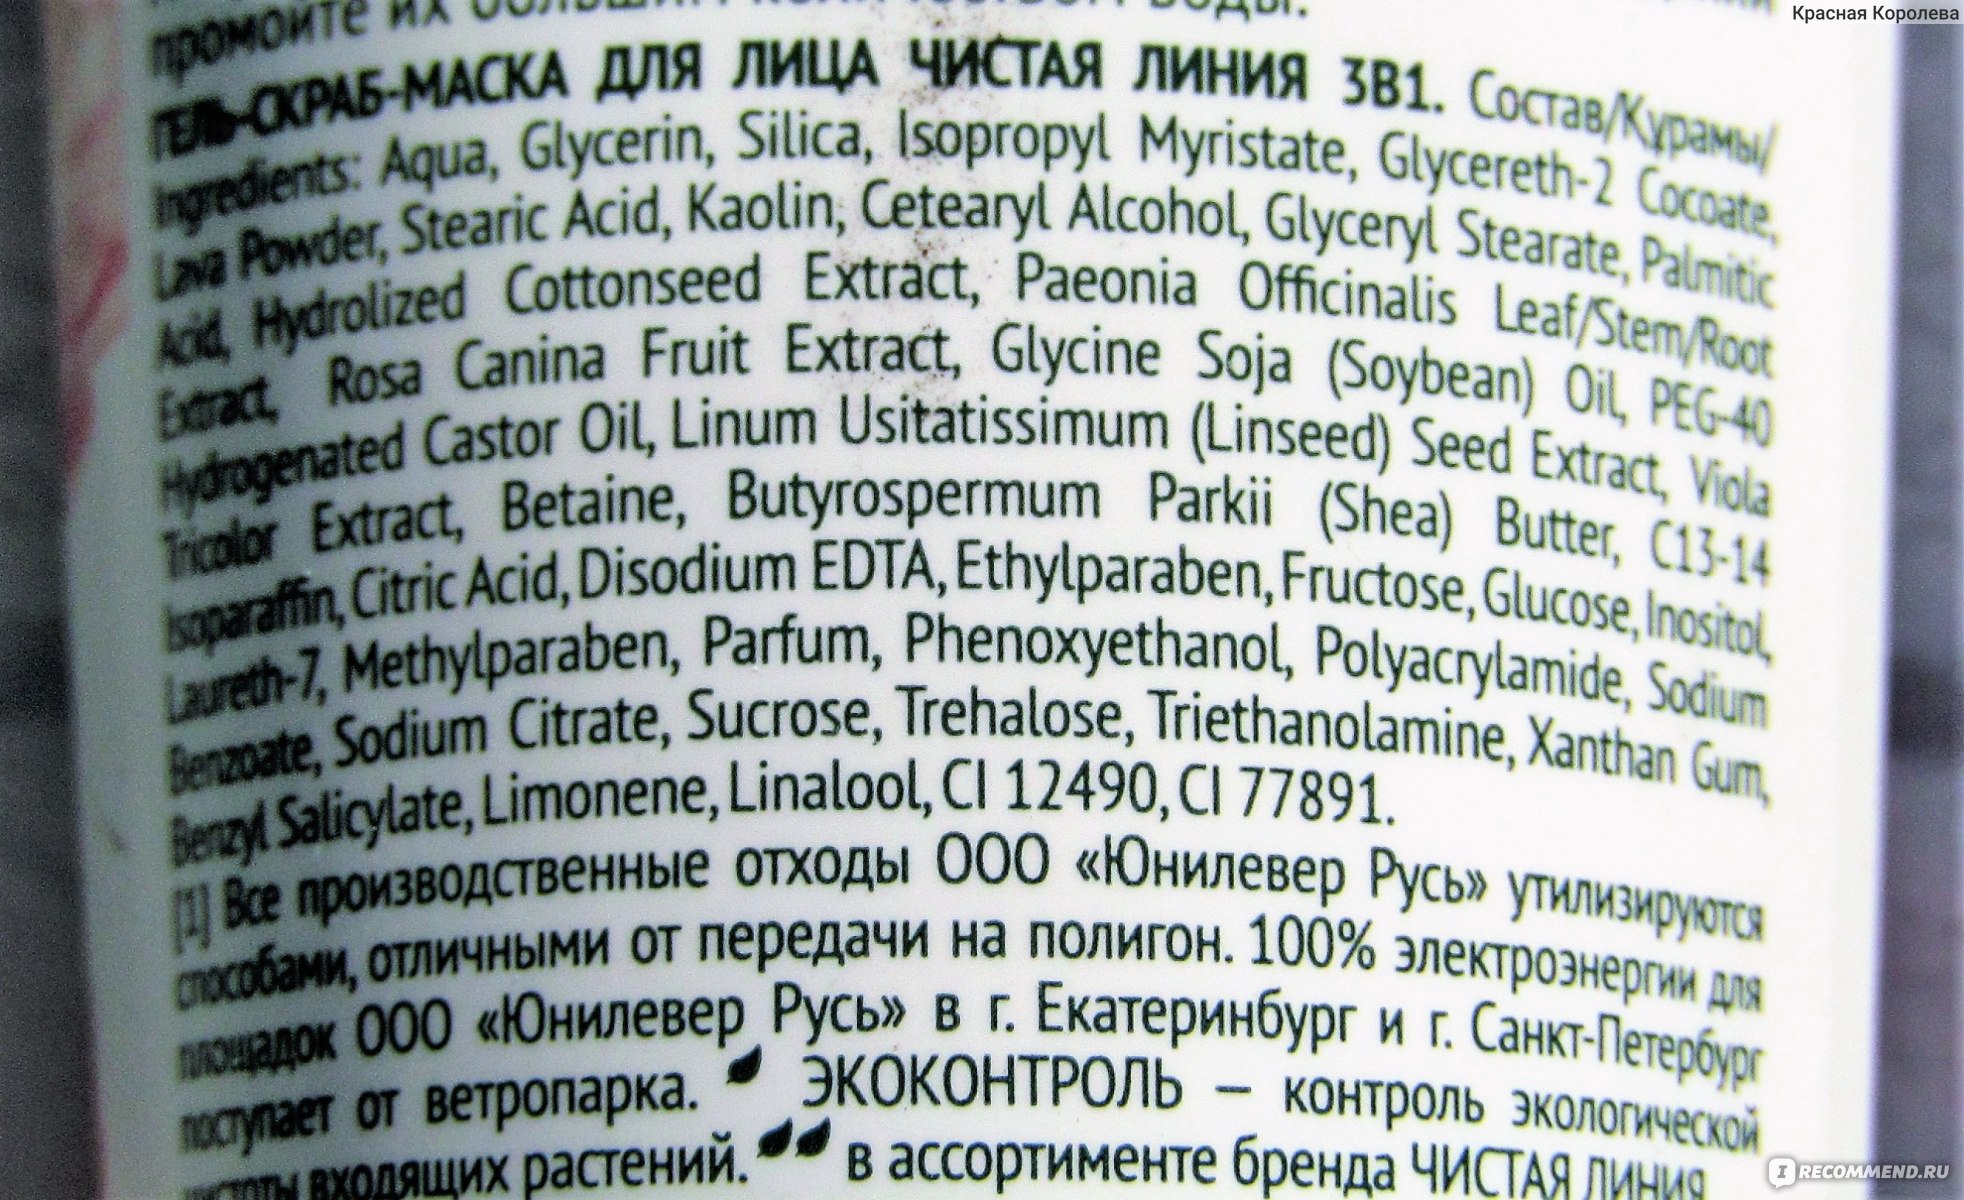 Красная Королева
промойте их большим количеством воды.
ГЕЛЬ-СКРАБ-МАСКА ДЛЯ ЛИЦА ЧИСТАЯ ЛИНИЯ 3В1. Состав/Құрамы/
Ingredients: Aqua, Glycerin, Silica, Isopropyl Myristate, Glycereth-2 Cocoate,
Lava Powder, Stearic Acid, Kaolin, Cetearyl Alcohol, Glyceryl Stearate, Palmitic
Acid, Hydrolized Cottonseed Extract, Paeonia Officinalis Leaf/Stem/Root
Extract, Rosa Canina Fruit Extract, Glycine Soja (Soybean) Oil, PEG-40
Hydrogenated Castor Oil, Linum Usitatissimum (Linseed) Seed Extract, Viola
Tricolor Extract, Betaine, Butyrospermum Parkii (Shea) Butter, C13-14
Isoparaffin, Citric Acid, Disodium EDTA, Ethylparaben, Fructose, Glucose, Inositol,
Laureth-7, Methylparaben, Parfum, Phenoxyethanol, Polyacrylamide, Sodium
Benzoate, Sodium Citrate, Sucrose, Trehalose, Triethanolamine, Xanthan Gum,
Benzyl Salicylate, Limonene, Linalool, CI 12490, CI 77891.
[1] Все производственные отходы ООО «Юнилевер Русь» утилизируются
способами, отличными от передачи на полигон. 100% электроэнергии для
площадок ООО «Юнилевер Русь» в г. Екатеринбург и г. Санкт-Петербург
поступает от ветропарка. ЭКОКОНТРОЛЬ – контроль экологической
чистоты входящих растений. в ассортименте бренда ЧИСТАЯ ЛИНИЯ
IRECOMMEND.RU